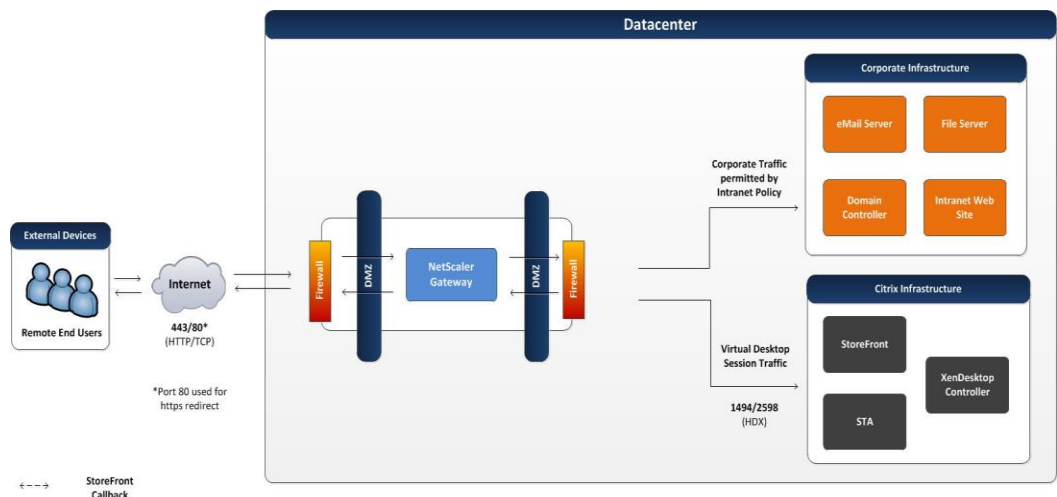 Datacenter
Corporate Infrastructure
eMail Server
File Server
Corporate Traffic
permitted by
Intranet Policy
Domain
Controller
Intranet Web
Site
External Devices
Remote End Users
Internet
443/80*
(HTTP/TCP)
*Port 80 used for
https redirect
Firewall
DMZ
NetScaler
Gateway
DMZ
Firewall
Citrix Infrastructure
StoreFront
XenDesktop
Controller
STA
Virtual Desktop
Session Traffic
1494/2598
(HDX)
StoreFront
Callback